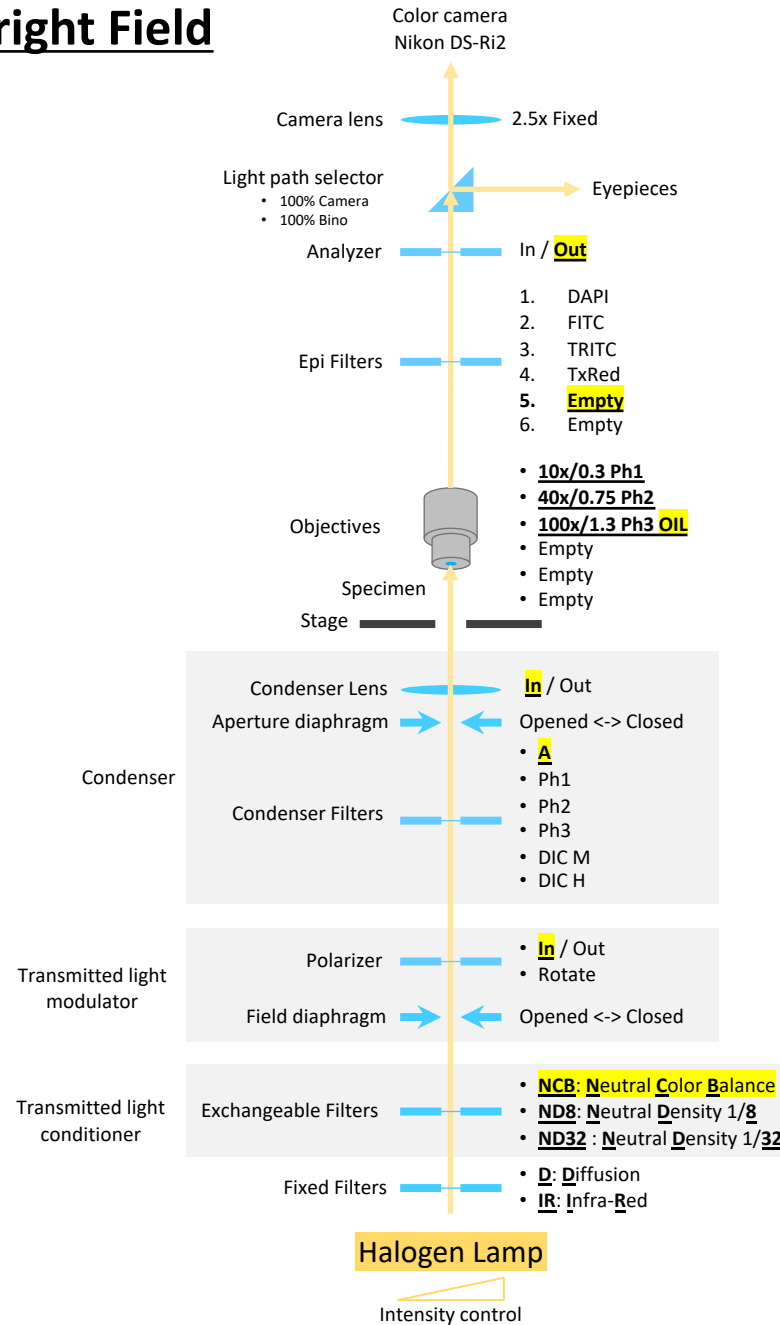 right Field
Color camera
Nikon DS-Ri2
Camera lens
2.5x Fixed
Light path selector
• 100% Camera
• 100% Bino
Eyepieces
Analyzer
In / Out
Epi Filters
1. DAPI
2. FITC
3. TRITC
4. TxRed
5. Empty
6. Empty
Objectives
• 10x/0.3 Ph1
• 40x/0.75 Ph2
• 100x/1.3 Ph3 OIL
• Empty
• Empty
• Empty
Specimen
Stage
Condenser
Condenser Lens
In / Out
Aperture diaphragm
Opened <-> Closed
Condenser Filters
• A
• Ph1
• Ph2
• Ph3
• DIC M
• DIC H
Transmitted light
modulator
Polarizer
• In / Out
• Rotate
Field diaphragm
Opened <-> Closed
Transmitted light
conditioner
Exchangeable Filters
• NCB: Neutral Color Balance
• ND8: Neutral Density 1/8
• ND32 : Neutral Density 1/32
Fixed Filters
• D: Diffusion
• IR: Infra-Red
Halogen Lamp
Intensity control